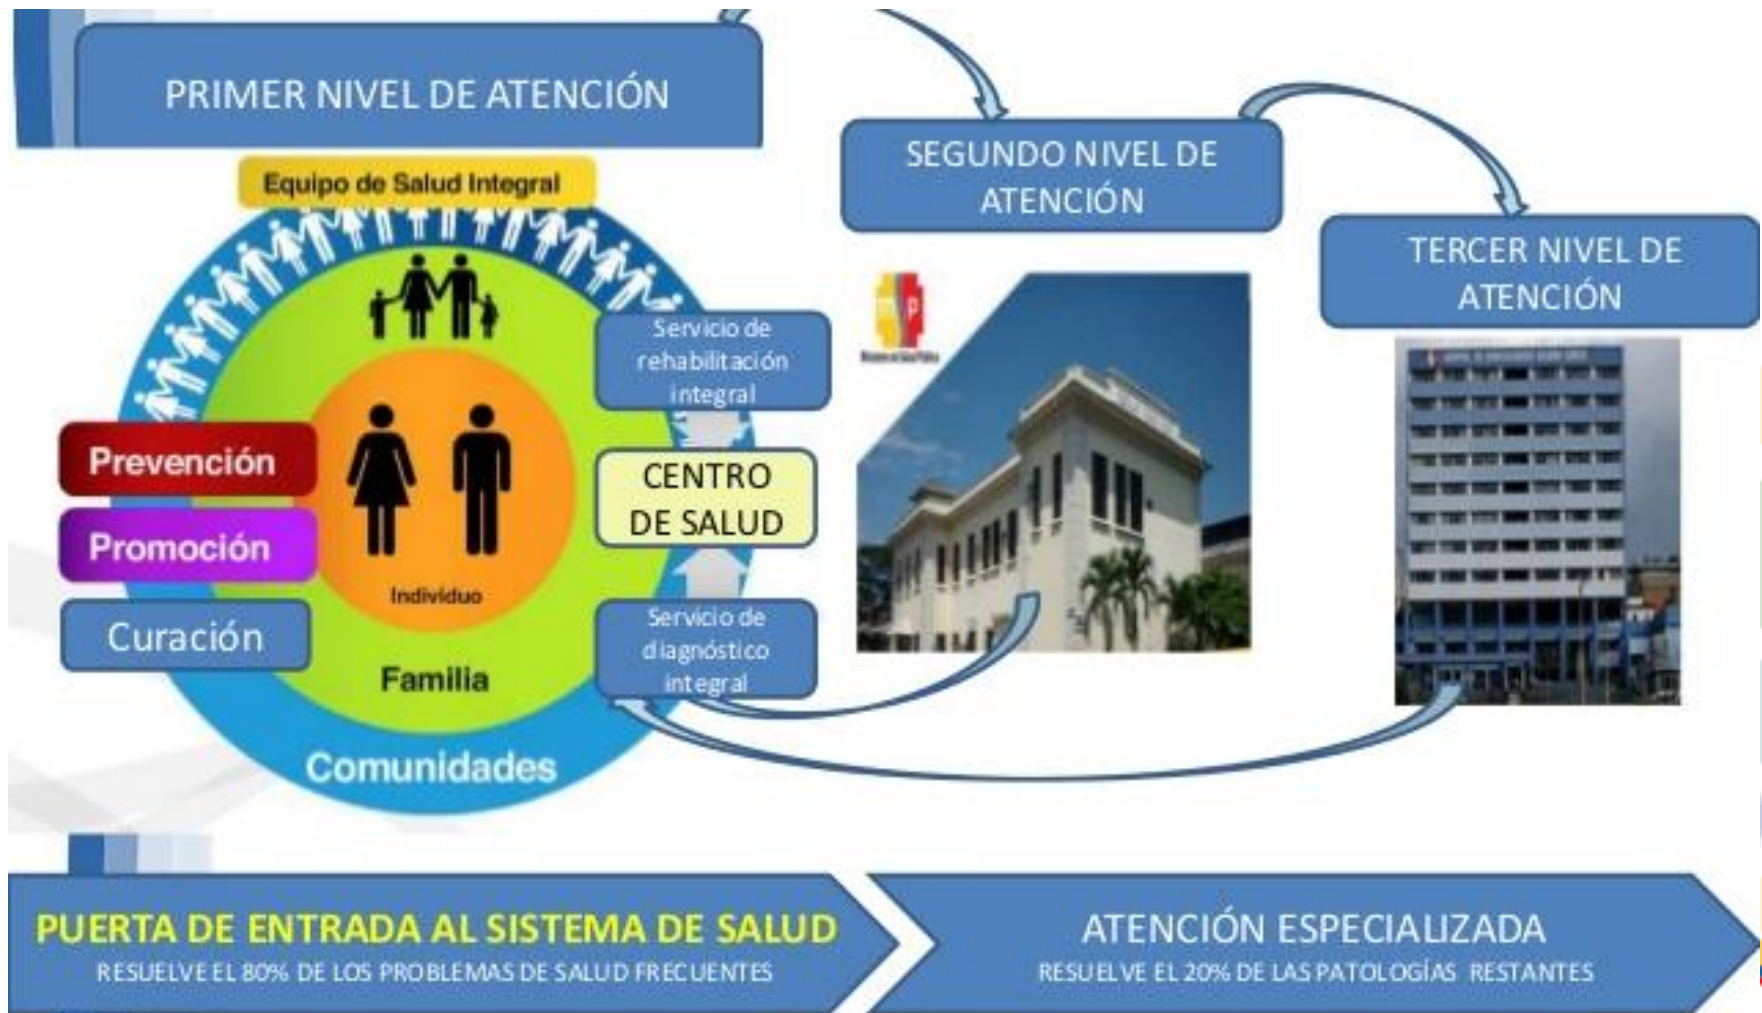 PRIMER NIVEL DE ATENCIÓN
Equipo de Salud Integral
SEGUNDO NIVEL DE
ATENCIÓN
TERCER NIVEL DE
ATENCIÓN
Servicio de
rehabilitación
integral
Prevención
CENTRO
DE SALUD
Promoción
Individuo
Curación
Servicio de
diagnóstico
integral
Familia
Comunidades
PUERTA DE ENTRADA AL SISTEMA DE SALUD
RESUELVE EL 80% DE LOS PROBLEMAS DE SALUD FRECUENTES
ATENCIÓN ESPECIALIZADA
RESUELVE EL 20% DE LAS PATOLOGÍAS RESTANTES